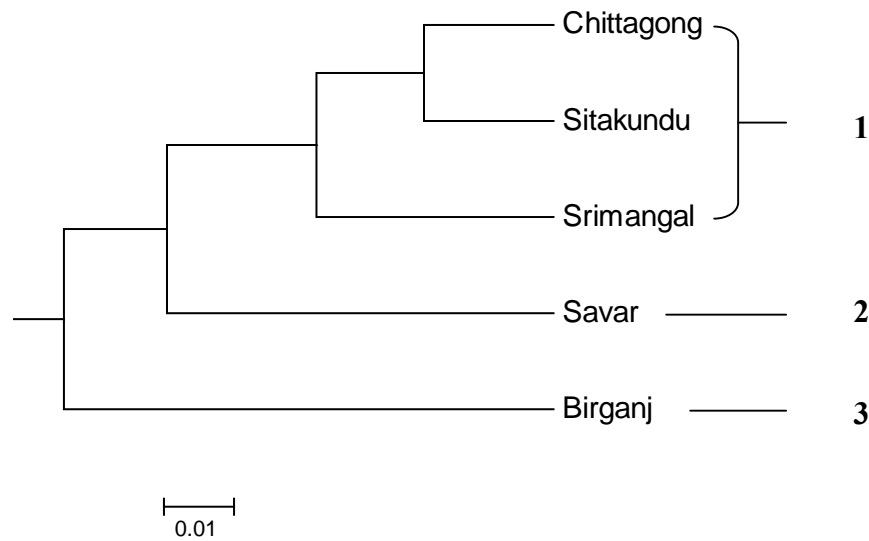 Chittagong
Sitakundu
1
Srimangal
Savar
2
Birganj
3
0.01